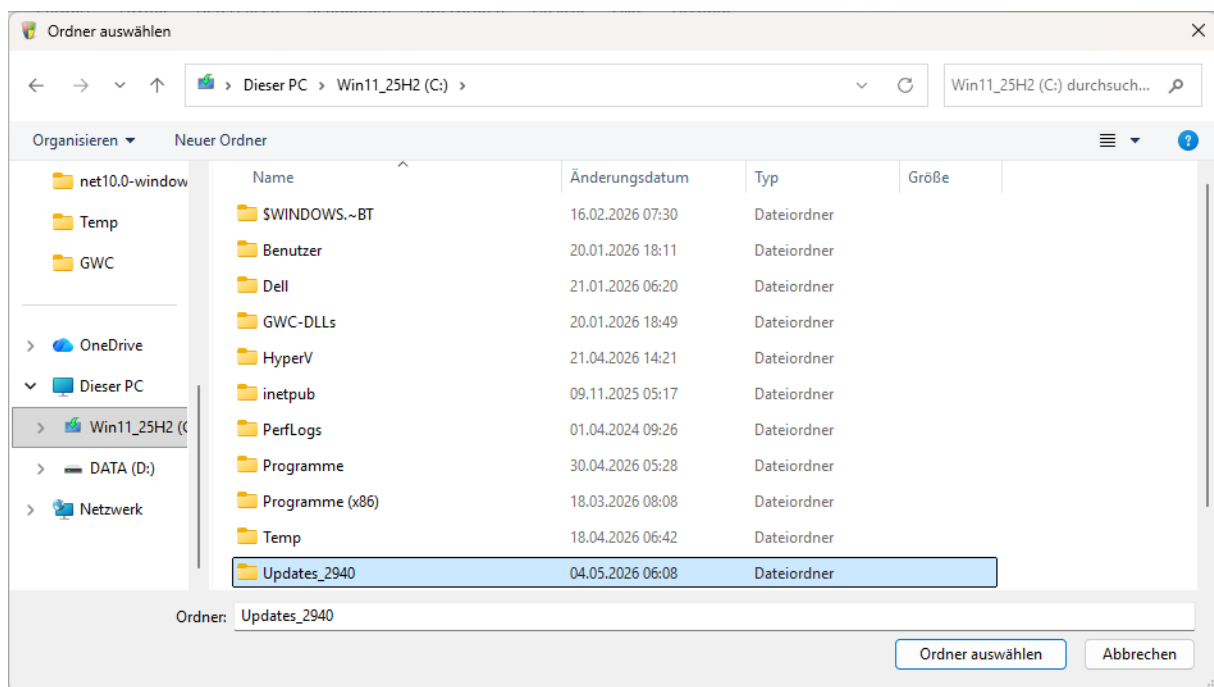 Ordner auswählen
Dieser PC > Win11_25H2 (C:) >
Win11_25H2 (C:) durchsuch...
Organisieren
Neuer Ordner
net10.0-window
Temp
GWC
OneDrive
Dieser PC
Win11_25H2 (C
DATA (D:)
Netzwerk
Name Änderungsdatum Typ Größe
$WINDOWS.~BT 16.02.2026 07:30 Dateiordner
Benutzer 20.01.2026 18:11 Dateiordner
Dell 21.01.2026 06:20 Dateiordner
GWC-DLLs 20.01.2026 18:49 Dateiordner
HyperV 21.04.2026 14:21 Dateiordner
inetpub 09.11.2025 05:17 Dateiordner
PerfLogs 01.04.2024 09:26 Dateiordner
Programme 30.04.2026 05:28 Dateiordner
Programme (x86) 18.03.2026 08:08 Dateiordner
Temp 18.04.2026 06:42 Dateiordner
Updates_2940 04.05.2026 06:08 Dateiordner
Ordner: Updates_2940
Ordner auswählen
Abbrechen